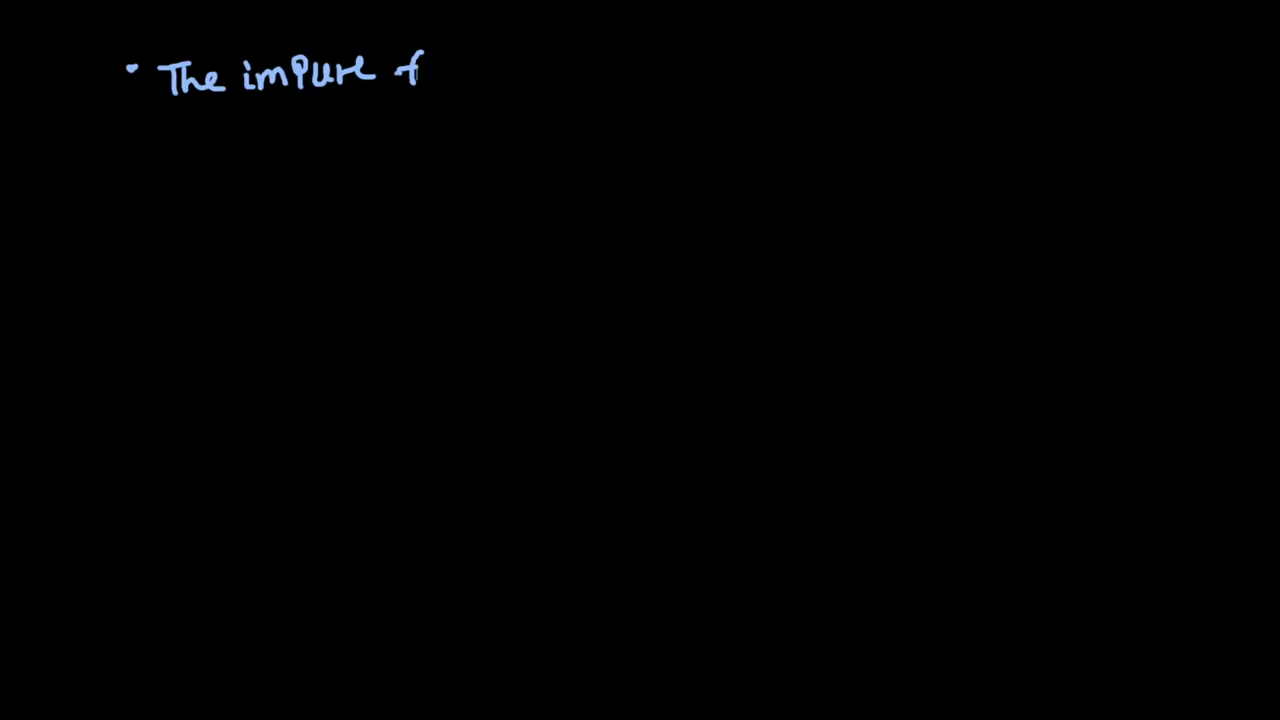 • The impure f